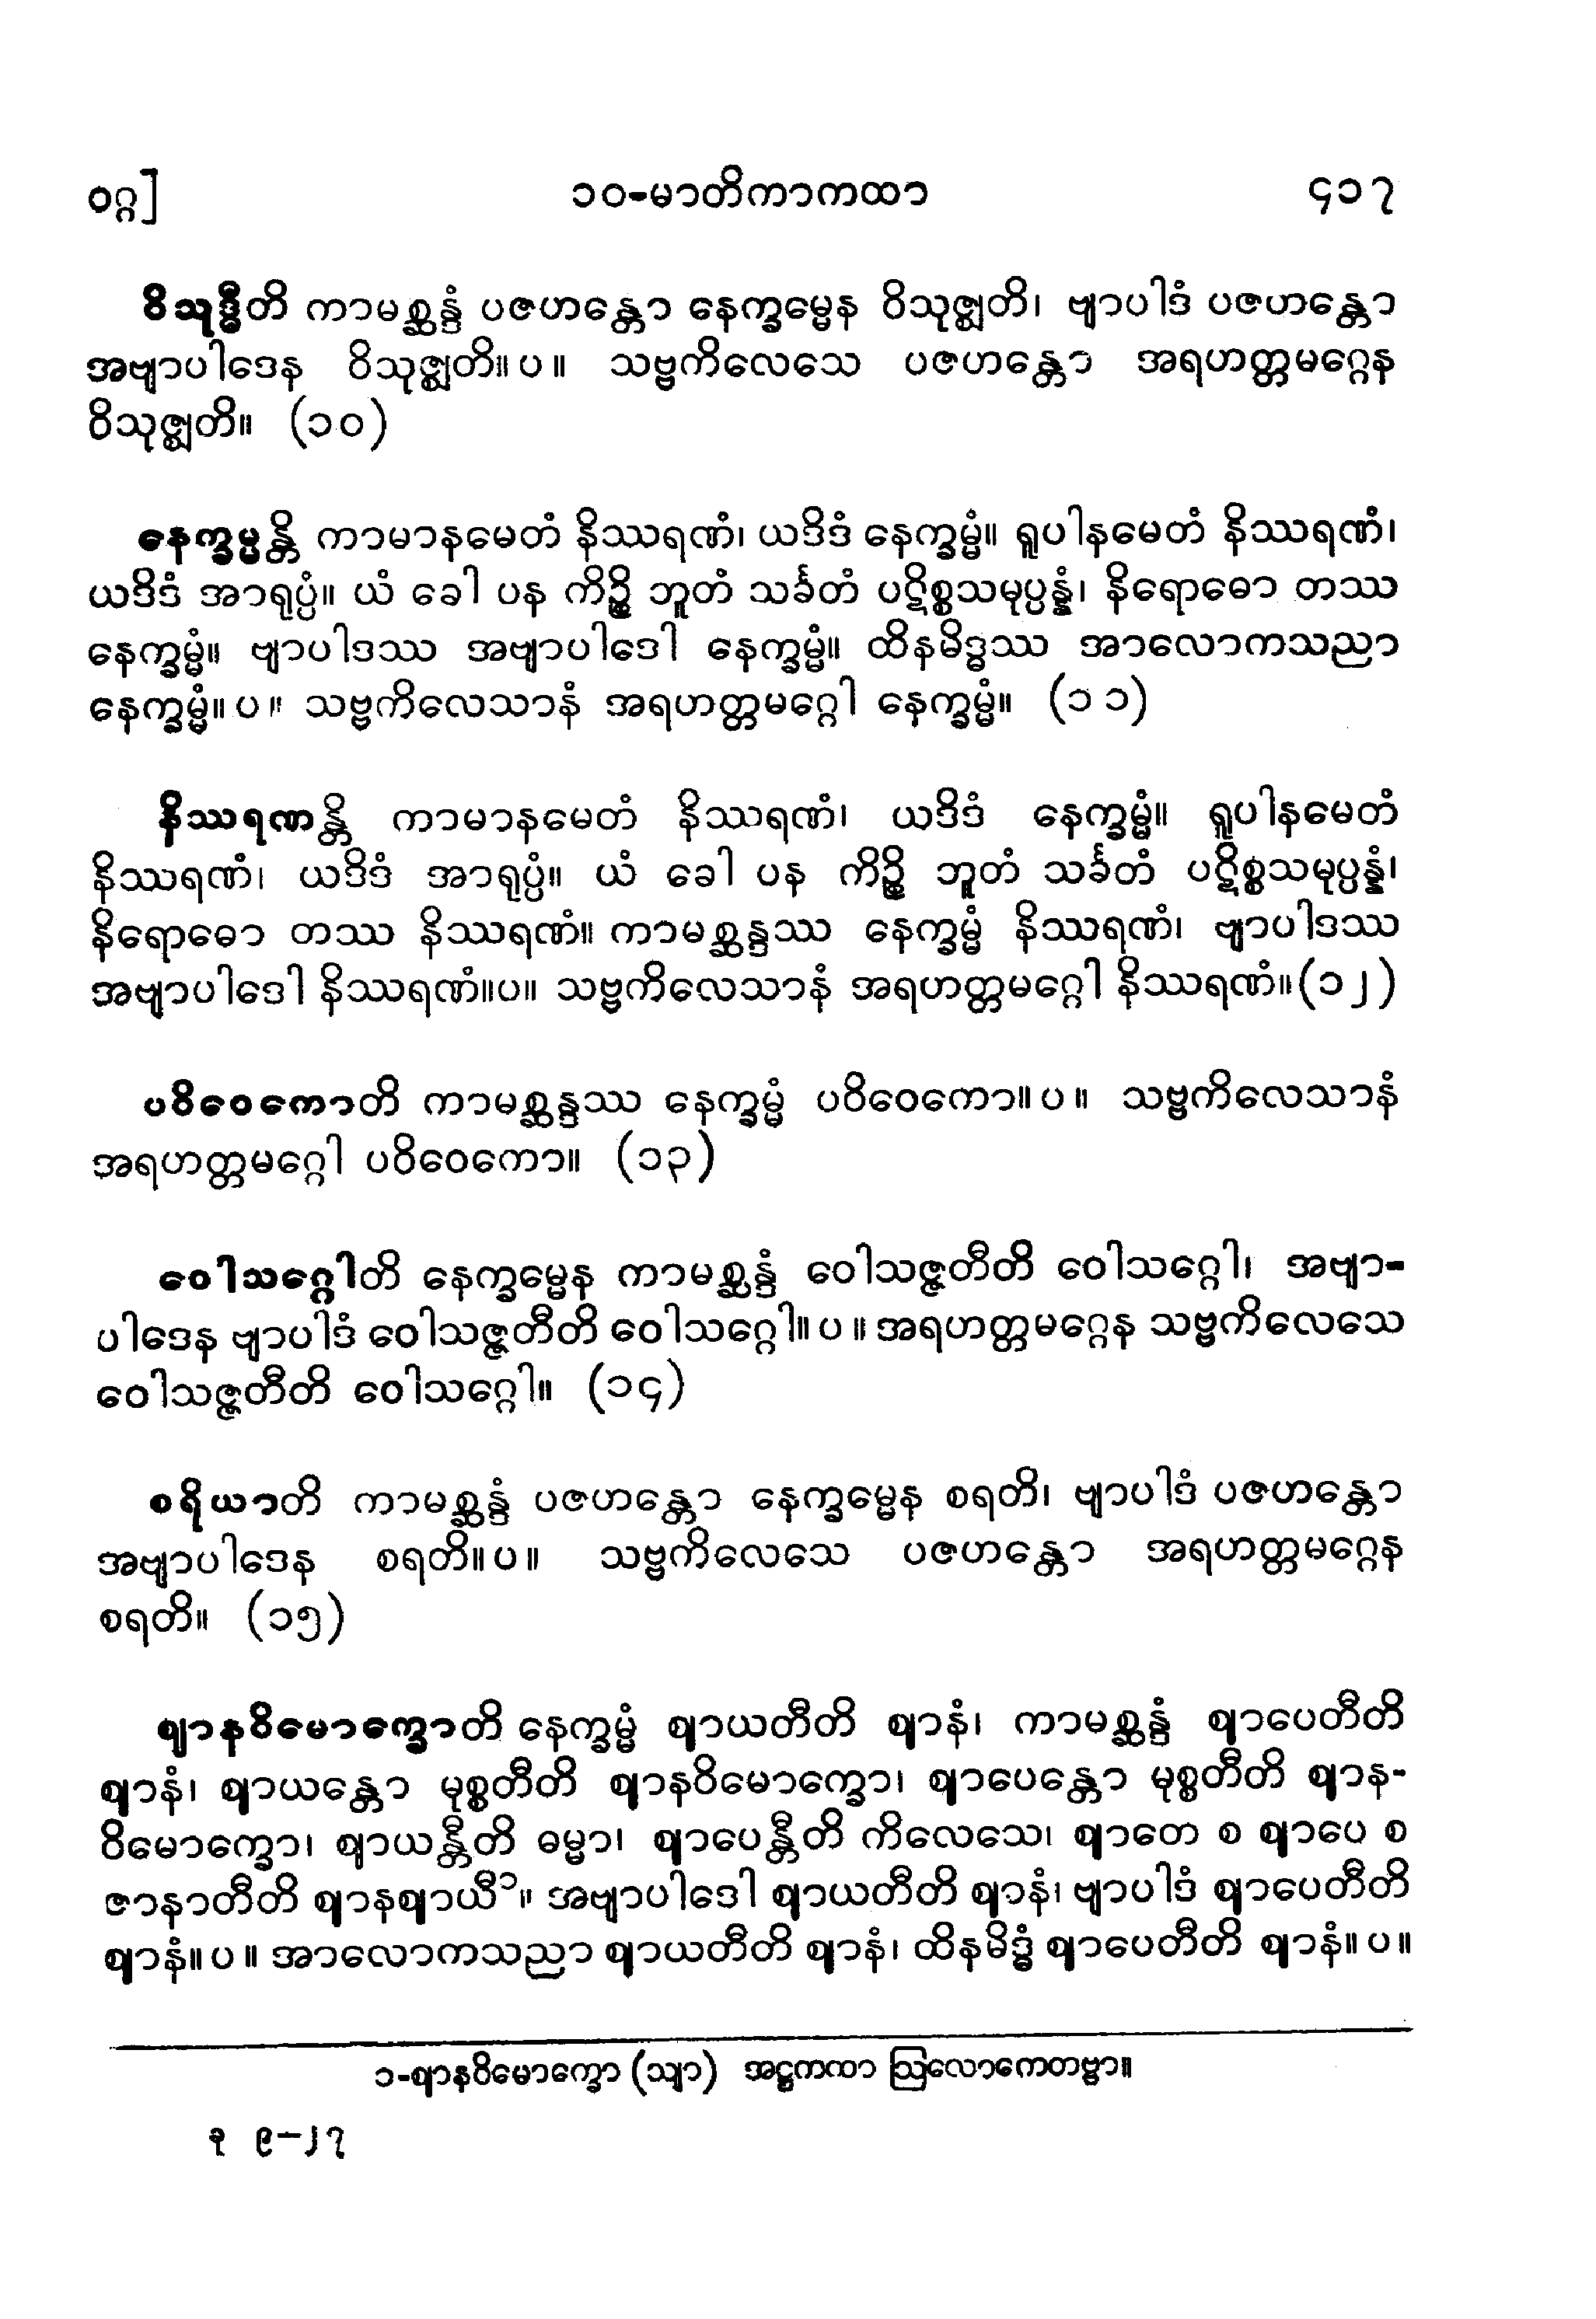 ဝဂ္ဂ] ၁၀-မာတိကာကထာ ၄၁၇
ဝိသုဒ္ဓီတိ ကာမစ္ဆန္ဒံ ပဇဟန္တော နေက္ခမ္မေန ဝိသုဇ္ဈတိ၊ ဗျာပါဒံ ပဇဟန္တော
အဗျာပါဒေန ဝိသုဇ္ဈတိ။ပ။ သဗ္ဗကိလေသေ ပဇဟန္တော အရဟတ္တမဂ္ဂေန
ဝိသုဇ္ဈတိ။ (၁၀)
နေက္ခမ္မန္တိ ကာမာနမေတံ နိဿရဏံ၊ ယဒိဒံ နေက္ခမ္မံ။ ရူပါနမေတံ နိဿရဏံ၊
ယဒိဒံ အာရုပ္ပံ။ ယံ ခေါ ပန ကိဉ္စိ ဘူတံ သင်္ခတံ ပဋိစ္စသမုပ္ပန္နံ၊ နိရောဓော တဿ
နေက္ခမ္မံ။ ဗျာပါဒဿ အဗျာပါဒေါ နေက္ခမ္မံ။ ထိနမိဒ္ဓဿ အာလောကသညာ
နေက္ခမ္မံ။ပ။ သဗ္ဗကိလေသာနံ အရဟတ္တမဂ္ဂေါ နေက္ခမ္မံ။ (၁၁)
နိဿရဏန္တိ ကာမာနမေတံ နိဿရဏံ၊ ယဒိဒံ နေက္ခမ္မံ။ ရူပါနမေတံ
နိဿရဏံ၊ ယဒိဒံ အာရုပ္ပံ။ ယံ ခေါ ပန ကိဉ္စိ ဘူတံ သင်္ခတံ ပဋိစ္စသမုပ္ပန္နံ၊
နိရောဓော တဿ နိဿရဏံ။ ကာမစ္ဆန္ဒဿ နေက္ခမ္မံ နိဿရဏံ၊ ဗျာပါဒဿ
အဗျာပါဒေါ နိဿရဏံ။ပ။ သဗ္ဗကိလေသာနံ အရဟတ္တမဂ္ဂေါ နိဿရဏံ။(၁၂)
ပဝိဝေကောတိ ကာမစ္ဆန္ဒဿ နေက္ခမ္မံ ပဝိဝေကော။ပ။ သဗ္ဗကိလေသာနံ
အရဟတ္တမဂ္ဂေါ ပဝိဝေကော။ (၁၃)
ဝေါသဂ္ဂေါတိ နေက္ခမ္မေန ကာမစ္ဆန္ဒံ ဝေါသဇ္ဇတီတိ ဝေါသဂ္ဂေါ၊ အဗျာ-
ပါဒေန ဗျာပါဒံ ဝေါသဇ္ဇတီတိ ဝေါသဂ္ဂေါ။ပ။ အရဟတ္တမဂ္ဂေန သဗ္ဗကိလေသေ
ဝေါသဇ္ဇတီတိ ဝေါသဂ္ဂေါ။ (၁၄)
စရိယာတိ ကာမစ္ဆန္ဒံ ပဇဟန္တော နေက္ခမ္မေန စရတိ၊ ဗျာပါဒံ ပဇဟန္တော
အဗျာပါဒေန စရတိ။ပ။ သဗ္ဗကိလေသေ ပဇဟန္တော အရဟတ္တမဂ္ဂေန
စရတိ။ (၁၅)
ဈာနဝိမောက္ခောတိ နေက္ခမ္မံ ဈာယတီတိ ဈာနံ၊ ကာမစ္ဆန္ဒံ ဈာပေတီတိ
ဈာနံ၊ ဈာယန္တော မုစ္စတီတိ ဈာနဝိမောက္ခော၊ ဈာပေန္တော မုစ္စတီတိ ဈာန-
ဝိမောက္ခော၊ ဈာယန္တီတိ ဓမ္မာ၊ ဈာပေန္တီတိ ကိလေသေ၊ ဈာတေ စ ဈာပေ စ
ဇာနာတီတိ ဈာနဈာယီ၁။ အဗျာပါဒေါ ဈာယတီတိ ဈာနံ၊ ဗျာပါဒံ ဈာပေတီတိ
ဈာနံ။ပ။ အာလောကသညာ ဈာယတီတိ ဈာနံ၊ ထိနမိဒ္ဓံ ဈာပေတီတိ ဈာနံ။ပ။
၁-ဈာနဝိမောက္ခော (သျာ) အဋ္ဌကထာ ဩလောကေတဗ္ဗာ။
ခု ၉-၂၇